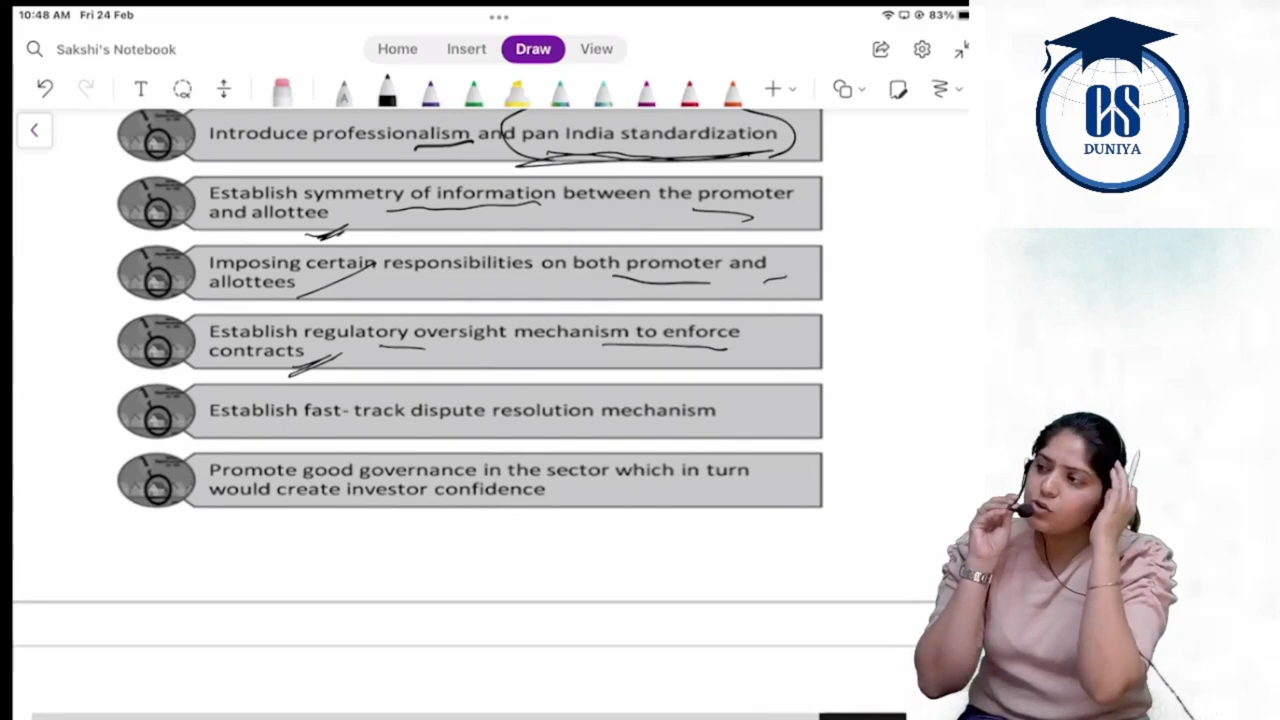 10:48 AM Fri 24 Feb
83%
Sakshi's Notebook
Home Insert Draw View
Introduce professionalism and pan India standardization
Establish symmetry of information between the promoter
and allottee
Imposing certain responsibilities on both promoter and
allottees
Establish regulatory oversight mechanism to enforce
contracts
Establish fast- track dispute resolution mechanism
Promote good governance in the sector which in turn
would create investor confidence
CS
DUNIYA